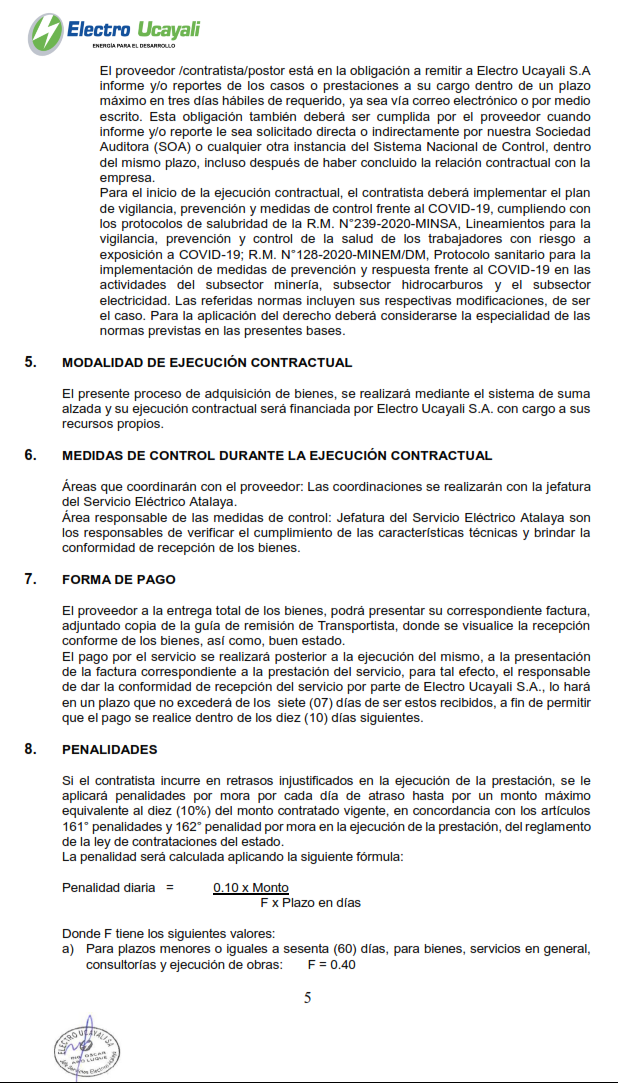 Electro Ucayali
ENERGÍA PARA EL DESARROLLO
El proveedor /contratista/postor está en la obligación a remitir a Electro Ucayali S.A
informe y/o reportes de los casos o prestaciones a su cargo dentro de un plazo
máximo en tres días hábiles de requerido, ya sea vía correo electrónico o por medio
escrito. Esta obligación también deberá ser cumplida por el proveedor cuando
informe y/o reporte le sea solicitado directa o indirectamente por nuestra Sociedad
Auditora (SOA) o cualquier otra instancia del Sistema Nacional de Control, dentro
del mismo plazo, incluso después de haber concluido la relación contractual con la
empresa.
Para el inicio de la ejecución contractual, el contratista deberá implementar el plan
de vigilancia, prevención y medidas de control frente al COVID-19, cumpliendo con
los protocolos de salubridad de la R.M. N°239-2020-MINSA, Lineamientos para la
vigilancia, prevención y control de la salud de los trabajadores con riesgo a
exposición a COVID-19; R.M. N°128-2020-MINEM/DM, Protocolo sanitario para la
implementación de medidas de prevención y respuesta frente al COVID-19 en las
actividades del subsector minería, subsector hidrocarburos y el subsector
electricidad. Las referidas normas incluyen sus respectivas modificaciones, de ser
el caso. Para la aplicación del derecho deberá considerarse la especialidad de las
normas previstas en las presentes bases.
5. MODALIDAD DE EJECUCIÓN CONTRACTUAL
El presente proceso de adquisición de bienes, se realizará mediante el sistema de suma
alzada y su ejecución contractual será financiada por Electro Ucayali S.A. con cargo a sus
recursos propios.
6. MEDIDAS DE CONTROL DURANTE LA EJECUCIÓN CONTRACTUAL
Áreas que coordinarán con el proveedor: Las coordinaciones se realizarán con la jefatura
del Servicio Eléctrico Atalaya.
Área responsable de las medidas de control: Jefatura del Servicio Eléctrico Atalaya son
los responsables de verificar el cumplimiento de las características técnicas y brindar la
conformidad de recepción de los bienes.
7. FORMA DE PAGO
El proveedor a la entrega total de los bienes, podrá presentar su correspondiente factura,
adjuntado copia de la guía de remisión de Transportista, donde se visualice la recepción
conforme de los bienes, así como, buen estado.
El pago por el servicio se realizará posterior a la ejecución del mismo, a la presentación
de la factura correspondiente a la prestación del servicio, para tal efecto, el responsable
de dar la conformidad de recepción del servicio por parte de Electro Ucayali S.A., lo hará
en un plazo que no excederá de los siete (07) días de ser estos recibidos, a fin de permitir
que el pago se realice dentro de los diez (10) días siguientes.
8. PENALIDADES
Si el contratista incurre en retrasos injustificados en la ejecución de la prestación, se le
aplicará penalidades por mora por cada día de atraso hasta por un monto máximo
equivalente al diez (10%) del monto contratado vigente, en concordancia con los artículos
161° penalidades y 162° penalidad por mora en la ejecución de la prestación, del reglamento
de la ley de contrataciones del estado.
La penalidad será calculada aplicando la siguiente fórmula:
Penalidad diaria = 0.10 x Monto
F x Plazo en días
Donde F tiene los siguientes valores:
a) Para plazos menores o iguales a sesenta (60) días, para bienes, servicios en general,
consultorías y ejecución de obras: F = 0.40
5
ELECTRO UCAYALI S.A.
OSCAR
LUQUE